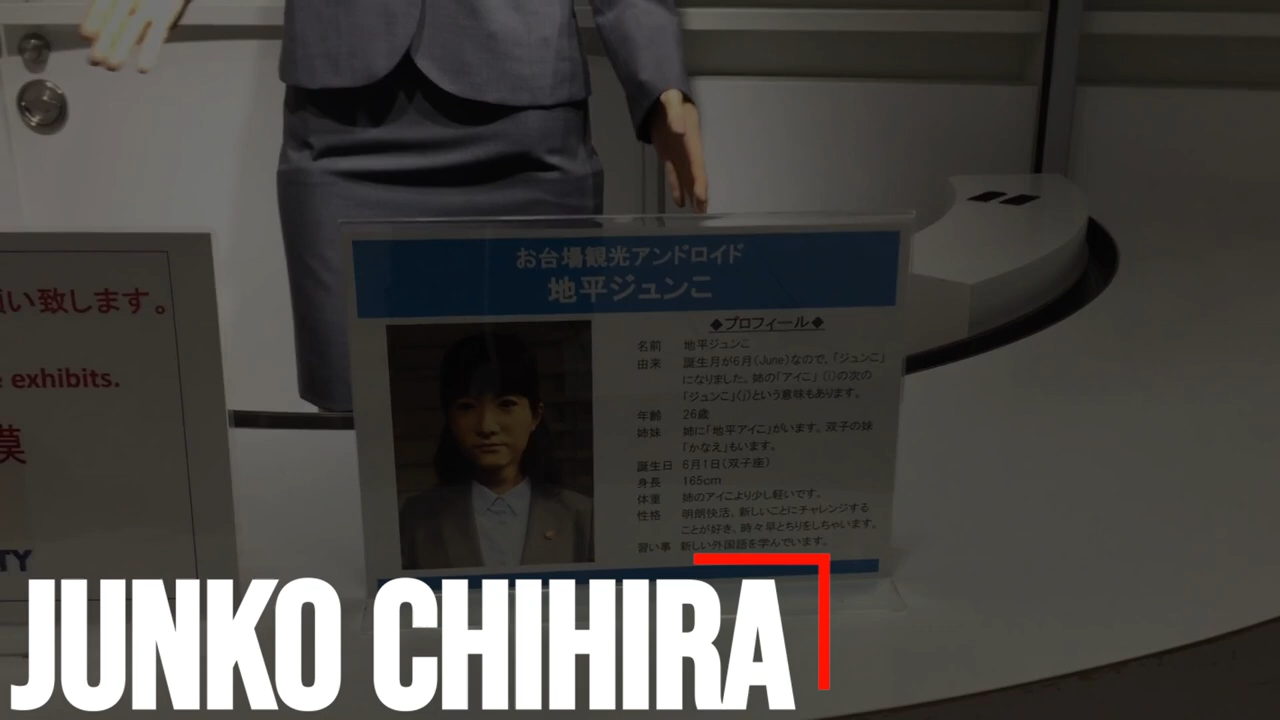 い致します。
exhibits.
莫
TY
お台場観光アンドロイド
地平ジュンこ
◆プロフィール◆
名前 地平ジュンこ
由来 誕生月が6月(June)なので、「ジュンこ」
になりました。姉の「アイこ」(i)の次の
「ジュンこ」(j)という意味もあります。
年齢 26歳
姉妹 姉に「地平アイこ」がいます。双子の妹
「かなえ」もいます。
誕生日 6月1日(双子座)
身長 165cm
体重 姉のアイこより少し軽いです。
性格 明朗快活。新しいことにチャレンジする
ことが好き、時々早とちりをしちゃいます。
習い事 新しい外国語を学んでいます。
JUNKO CHIHIRA